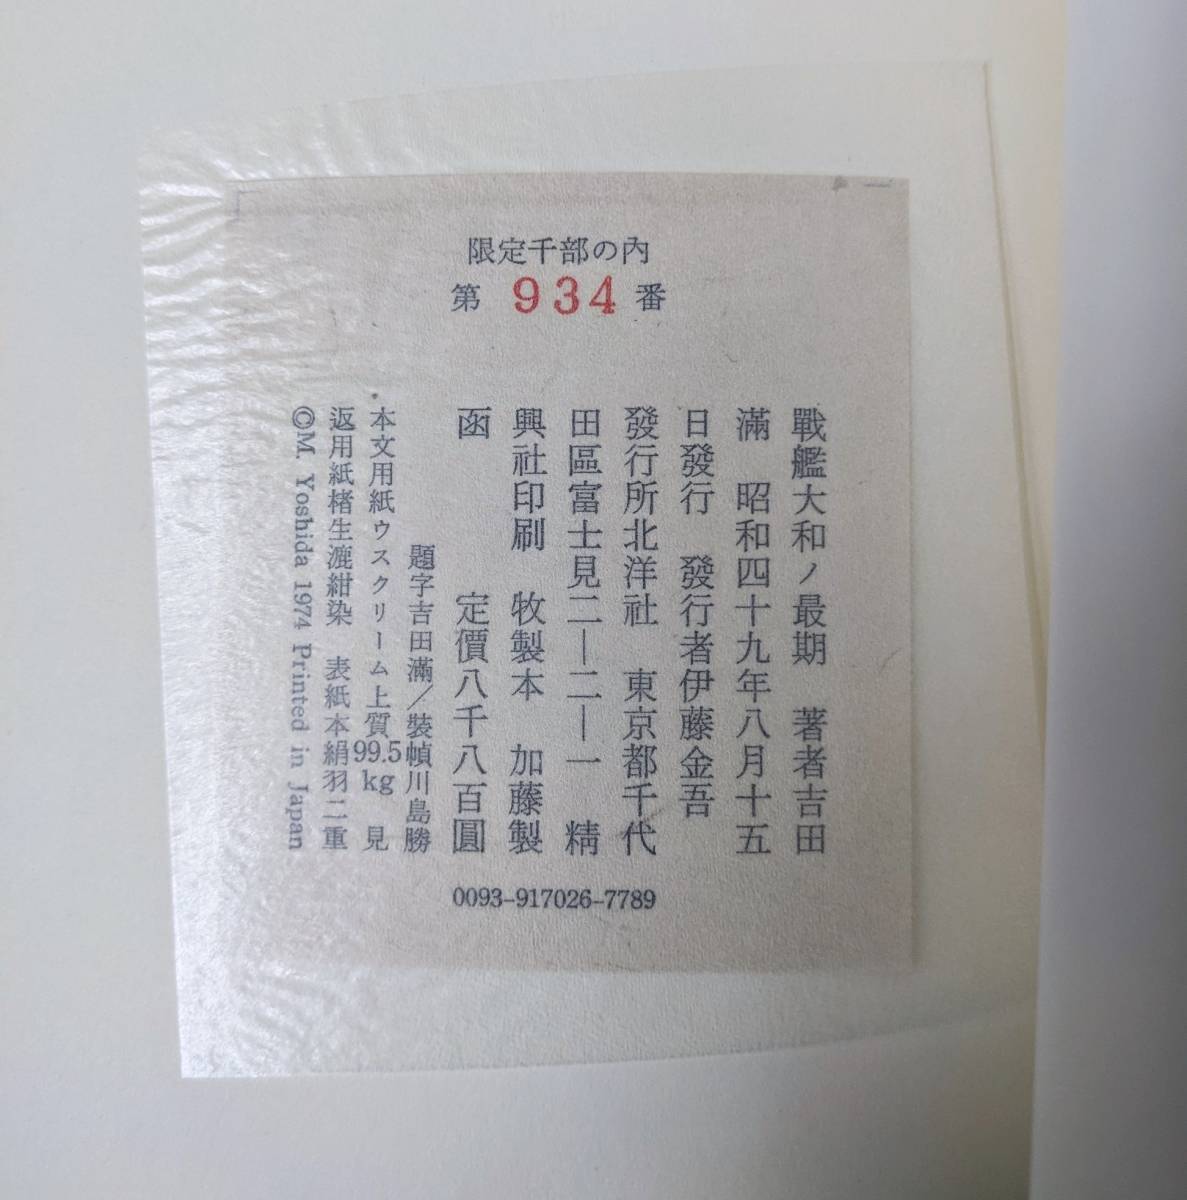 限定千部の內
第 934 番
戰艦大和ノ最期　著者吉田
滿　昭和四十九年八月十五
日發行　發行者伊藤金吾
發行所北洋社　東京都千代
田區富士見二—二—一　精
興社印刷　牧製本　加藤製
函　定價八千八百圓
題字吉田滿／裝幀川島勝
本文用紙ウスクリーム上質99.5kg　見
返用紙楮生漉紺染　表紙本絹羽二重
©M. Yoshida 1974 Printed in Japan
0093-917026-7789